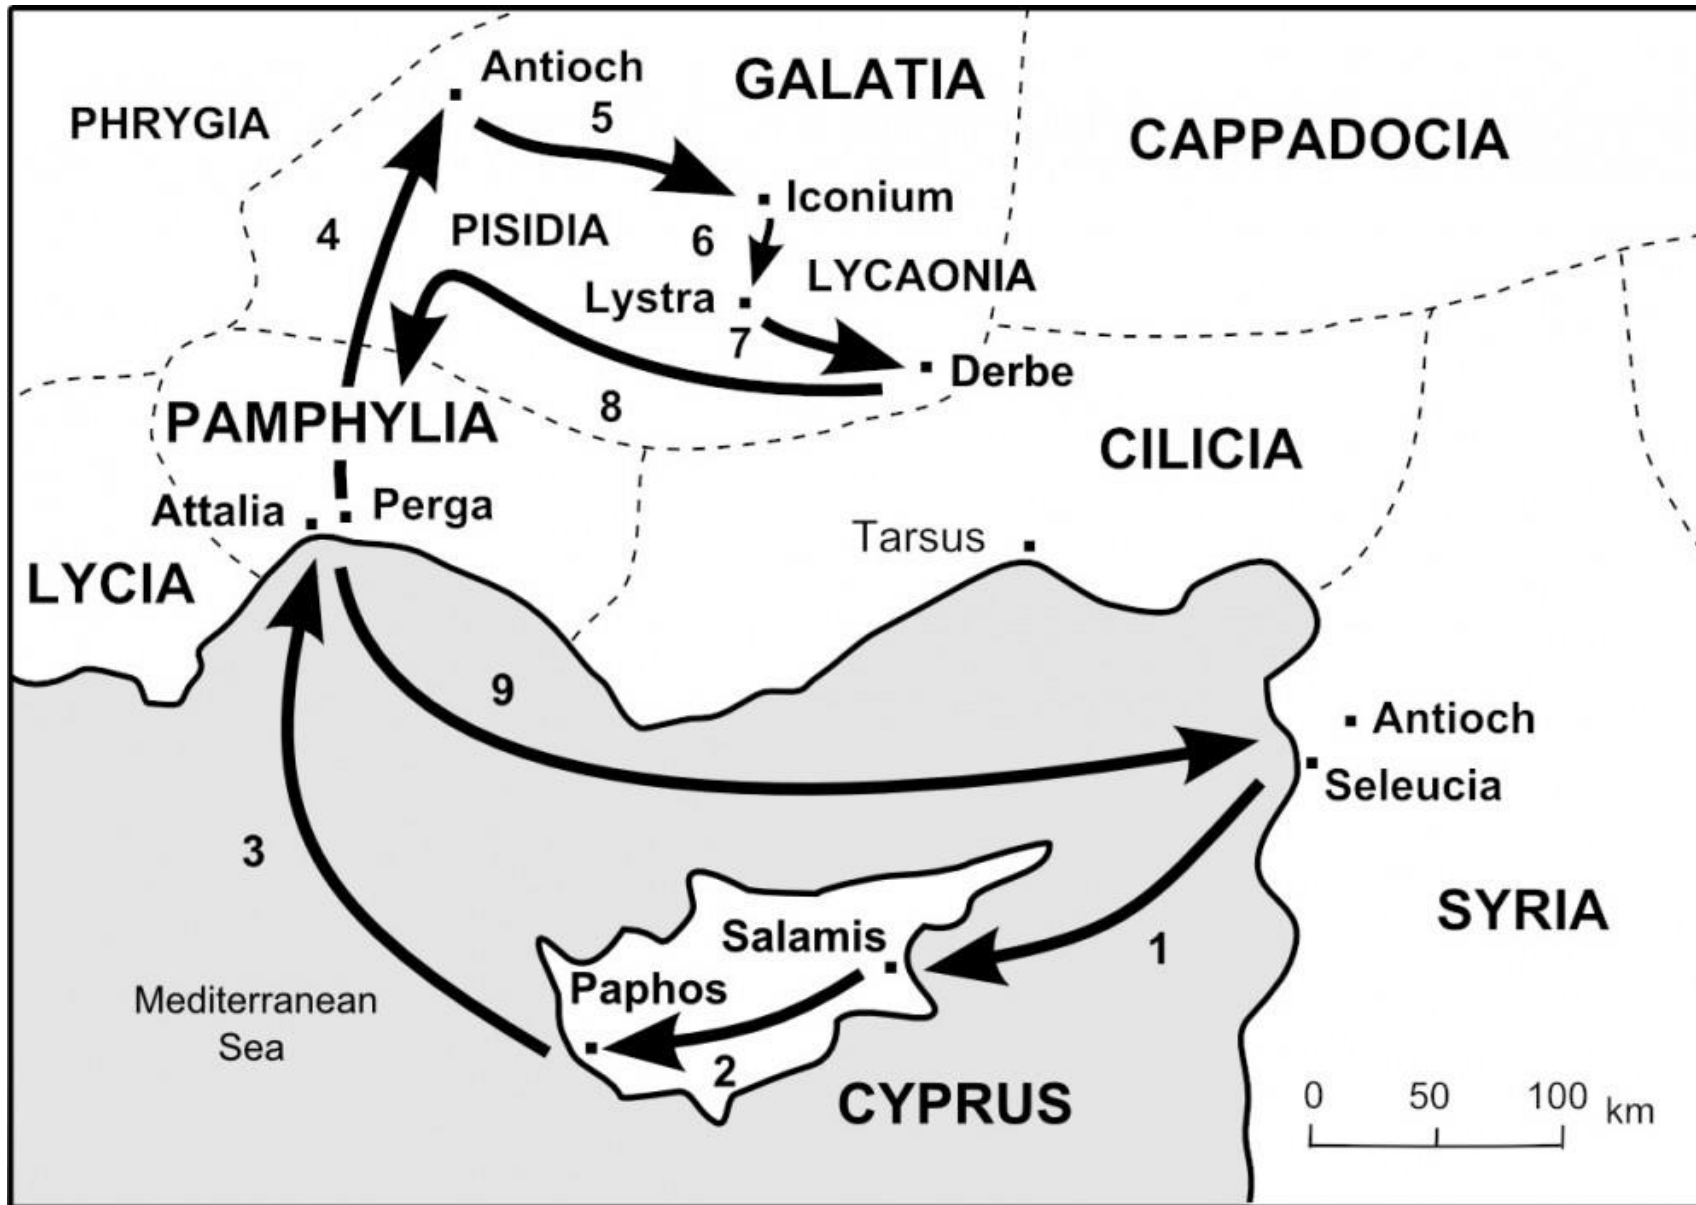 Antioch
GALATIA
5
PHRYGIA
CAPPADOCIA
Iconium
4
PISIDIA
6
LYCAONIA
Lystra
7
Derbe
8
PAMPHYLIA
CILICIA
Attalia
Perga
Tarsus
LYCIA
9
Antioch
Seleucia
3
SYRIA
Salamis
1
Paphos
Mediterranean
Sea
2
CYPRUS
0 50 100 km